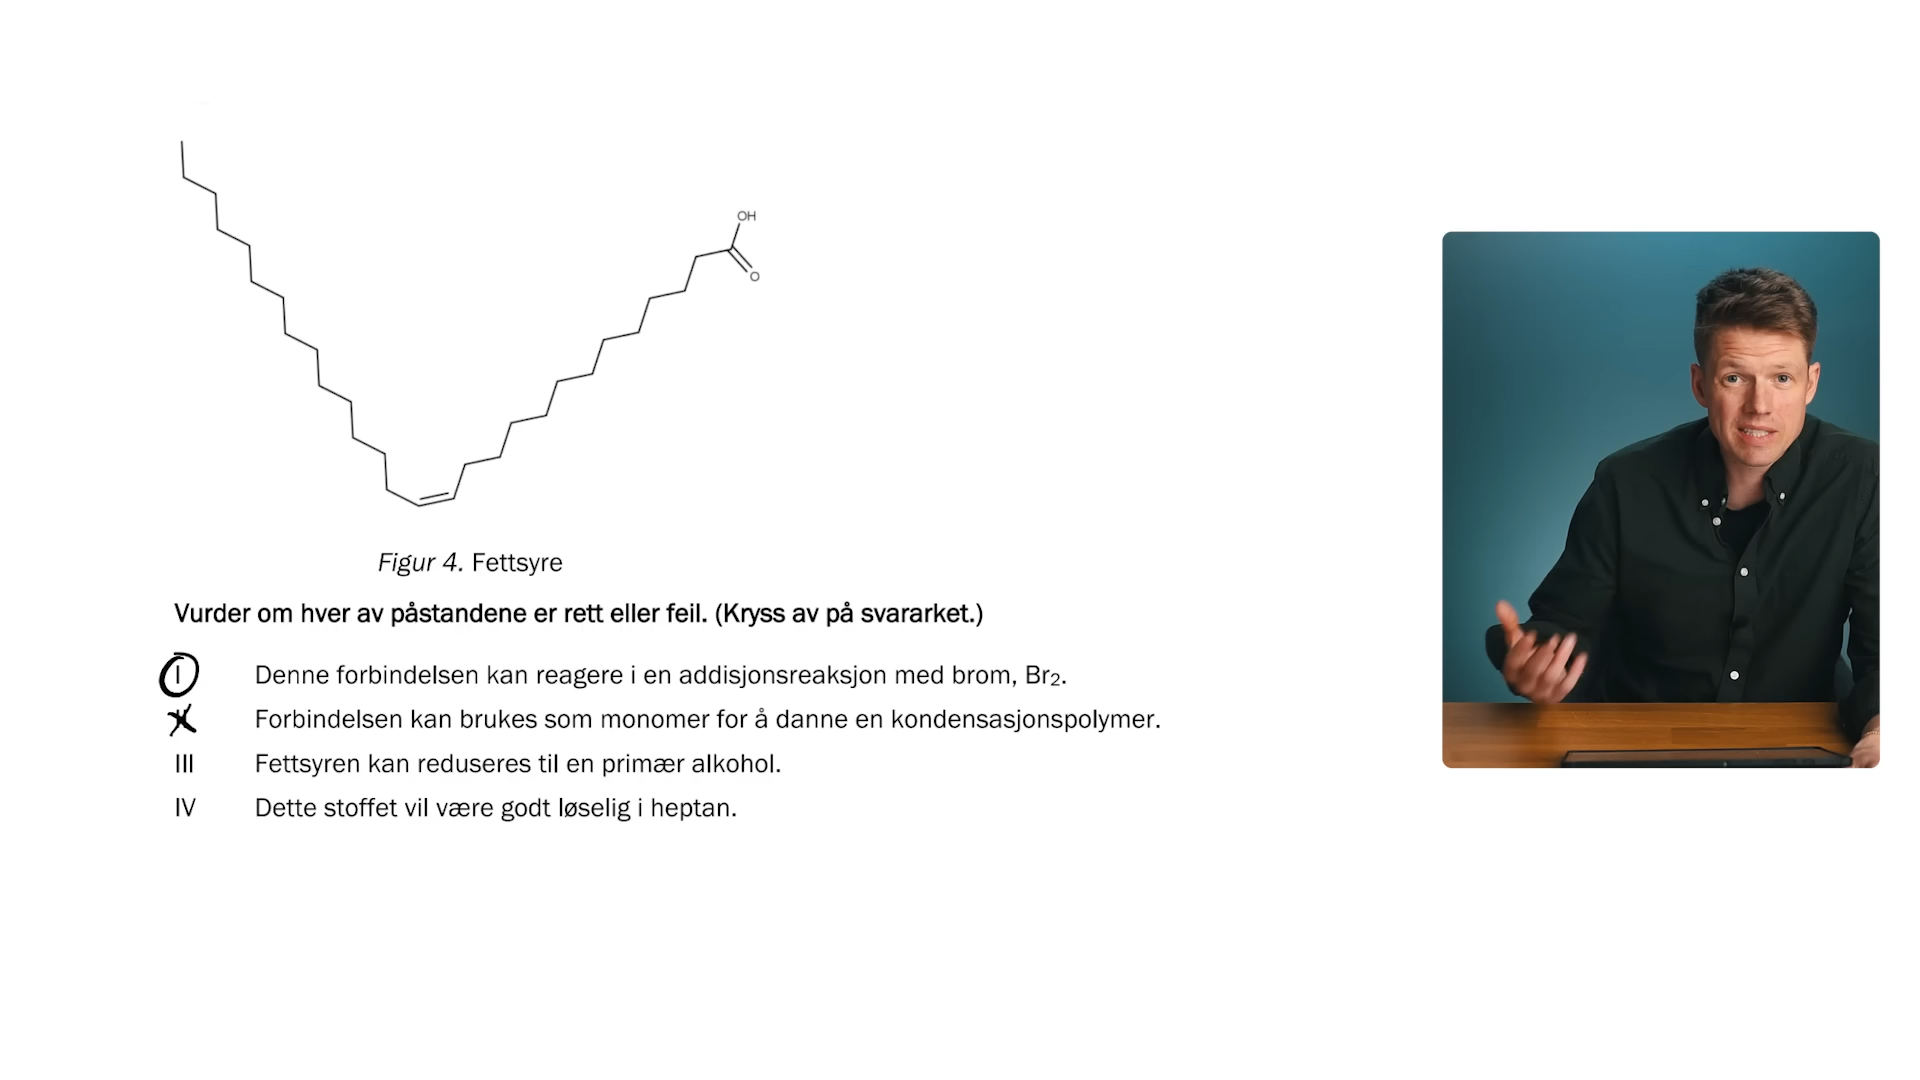 OH
O
Figur 4. Fettsyre
Vurder om hver av påstandene er rett eller feil. (Kryss av på svararket.)
I Denne forbindelsen kan reagere i en addisjonsreaksjon med brom, Br₂.
Forbindelsen kan brukes som monomer for å danne en kondensasjonspolymer.
III Fettsyren kan reduseres til en primær alkohol.
IV Dette stoffet vil være godt løselig i heptan.